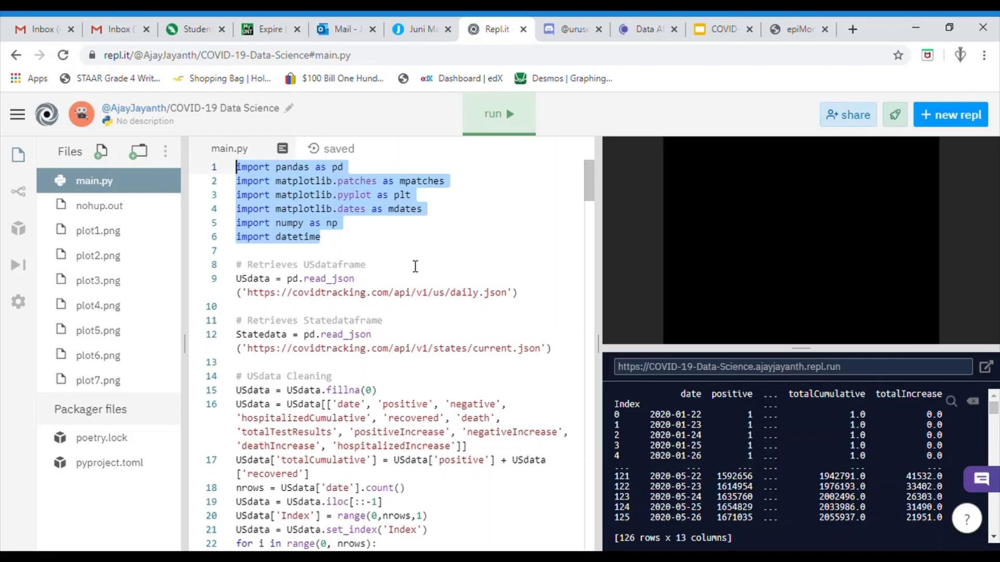 Inbox (
Inbox (
Studen
Expire
Mail - J
Juni Ma
Repl.it -
@uruse
Data A
COVID-
epiMor
repl.it/@AjayJayanth/COVID-19-Data-Science#main.py
Apps
STAAR Grade 4 Writ...
Shopping Bag | Hol...
$100 Bill One Hund...
edX Dashboard | edX
Desmos | Graphing...
@AjayJayanth/COVID-19 Data Science
No description
run
share
+ new repl
Files
main.py
nohup.out
plot1.png
plot2.png
plot3.png
plot4.png
plot5.png
plot6.png
plot7.png
Packager files
poetry.lock
pyproject.toml
main.py
saved
1 import pandas as pd
2 import matplotlib.patches as mpatches
3 import matplotlib.pyplot as plt
4 import matplotlib.dates as mdates
5 import numpy as np
6 import datetime
7
8 # Retrieves USdataframe
9 USdata = pd.read_json
('https://covidtracking.com/api/v1/us/daily.json')
10
11 # Retrieves Statedataframe
12 Statedata = pd.read_json
('https://covidtracking.com/api/v1/states/current.json')
13
14 # USdata Cleaning
15 USdata = USdata.fillna(0)
16 USdata = USdata[['date', 'positive', 'negative',
'hospitalizedCumulative', 'recovered', 'death',
'totalTestResults', 'positiveIncrease', 'negativeIncrease',
'deathIncrease', 'hospitalizedIncrease']]
17 USdata['totalCumulative'] = USdata['positive'] + USdata
['recovered']
18 nrows = USdata['date'].count()
19 USdata = USdata.iloc[::-1]
20 USdata['Index'] = range(0,nrows,1)
21 USdata = USdata.set_index('Index')
22 for i in range(0, nrows):
https://COVID-19-Data-Science.ajayjayanth.repl.run
date positive ... totalCumulative totalIncrease
Index ...
0 2020-01-22 1 ... 1.0 0.0
1 2020-01-23 1 ... 1.0 0.0
2 2020-01-24 1 ... 1.0 0.0
3 2020-01-25 1 ... 1.0 0.0
4 2020-01-26 1 ... 1.0 0.0
... ... ... ... ... ...
121 2020-05-22 1592656 ... 1942791.0 41532.0
122 2020-05-23 1614954 ... 1976193.0 33402.0
123 2020-05-24 1635760 ... 2002496.0 26303.0
124 2020-05-25 1654829 ... 2033986.0 31490.0
125 2020-05-26 1671035 ... 2055937.0 21951.0
[126 rows x 13 columns]
?